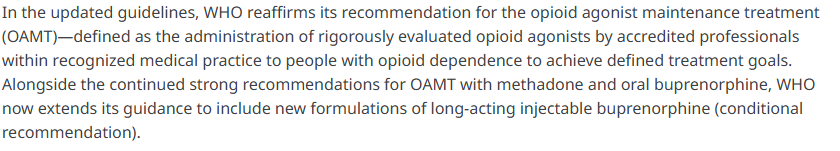 In the updated guidelines, WHO reaffirms its recommendation for the opioid agonist maintenance treatment
(OAMT)—defined as the administration of rigorously evaluated opioid agonists by accredited professionals
within recognized medical practice to people with opioid dependence to achieve defined treatment goals.
Alongside the continued strong recommendations for OAMT with methadone and oral buprenorphine, WHO
now extends its guidance to include new formulations of long-acting injectable buprenorphine (conditional
recommendation).